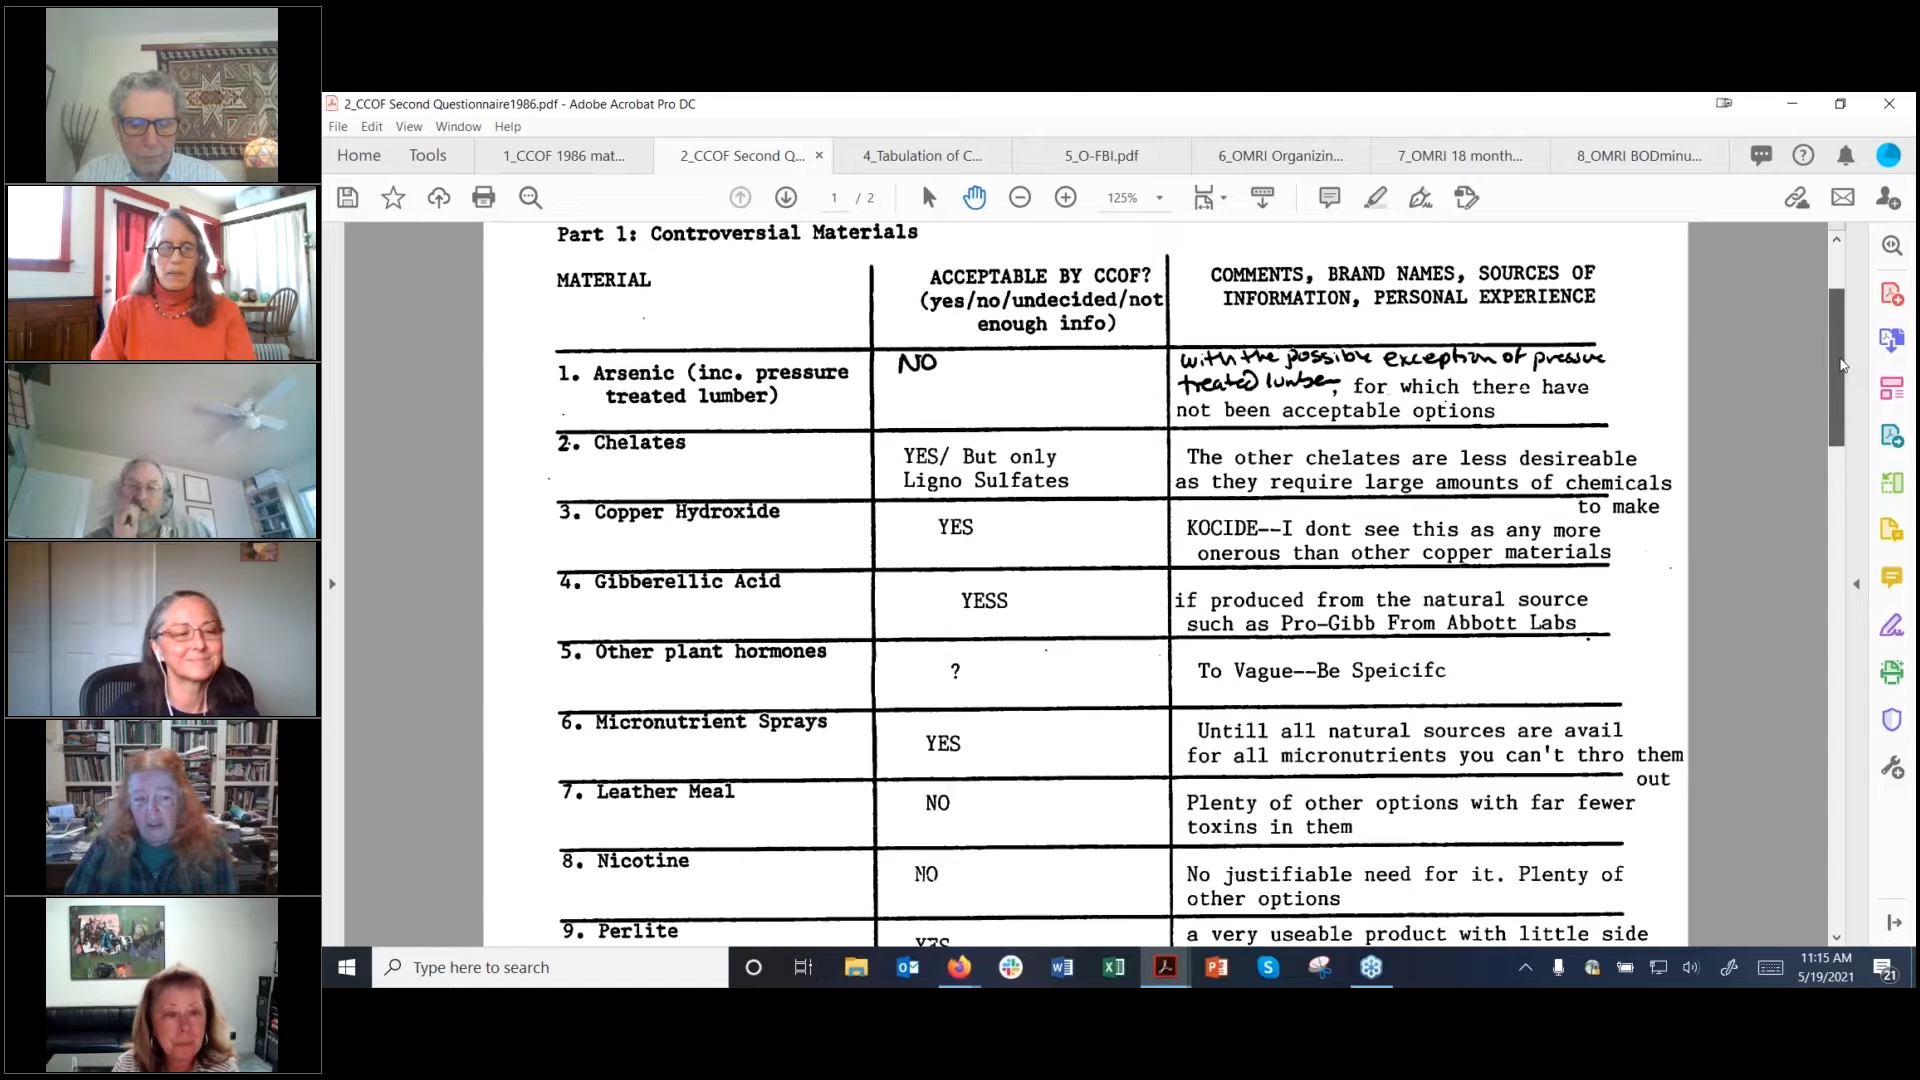 2_CCOF Second Questionnaire1986.pdf - Adobe Acrobat Pro DC
File Edit View Window Help
Home Tools 1_CCOF 1986 mat... 2_CCOF Second Q... × 4_Tabulation of C... 5_O-FBI.pdf 6_OMRI Organizin... 7_OMRI 18 month... 8_OMRI BODminu...
1 / 2 125%
Part 1: Controversial Materials
MATERIAL
ACCEPTABLE BY CCOF?
(yes/no/undecided/not
enough info)
COMMENTS, BRAND NAMES, SOURCES OF
INFORMATION, PERSONAL EXPERIENCE
1. Arsenic (inc. pressure
treated lumber)
NO
with the possible exception of pressure
treated lumber, for which there have
not been acceptable options
2. Chelates
YES/ But only
Ligno Sulfates
The other chelates are less desireable
as they require large amounts of chemicals
to make
3. Copper Hydroxide
YES
KOCIDE--I dont see this as any more
onerous than other copper materials
4. Gibberellic Acid
YESS
if produced from the natural source
such as Pro-Gibb From Abbott Labs
5. Other plant hormones
?
To Vague--Be Speicifc
6. Micronutrient Sprays
YES
Untill all natural sources are avail
for all micronutrients you can't thro them
out
7. Leather Meal
NO
Plenty of other options with far fewer
toxins in them
8. Nicotine
NO
No justifiable need for it. Plenty of
other options
9. Perlite
YES
a very useable product with little side
Type here to search
11:15 AM
5/19/2021
21